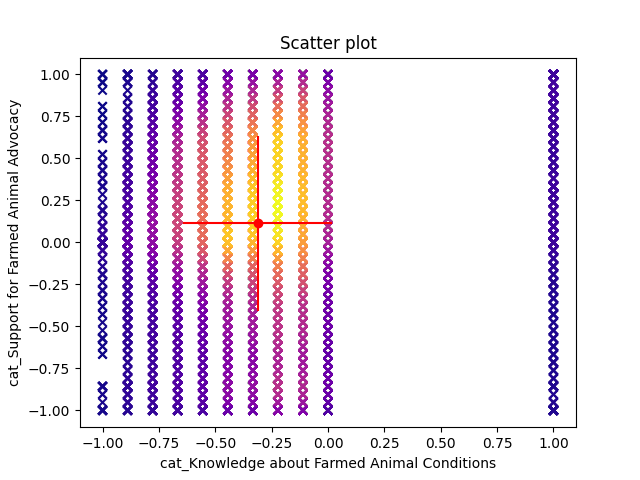 Scatter plot
cat_Support for Farmed Animal Advocacy
1.00
0.75
0.50
0.25
0.00
−0.25
−0.50
−0.75
−1.00
−1.00 −0.75 −0.50 −0.25 0.00 0.25 0.50 0.75 1.00
cat_Knowledge about Farmed Animal Conditions